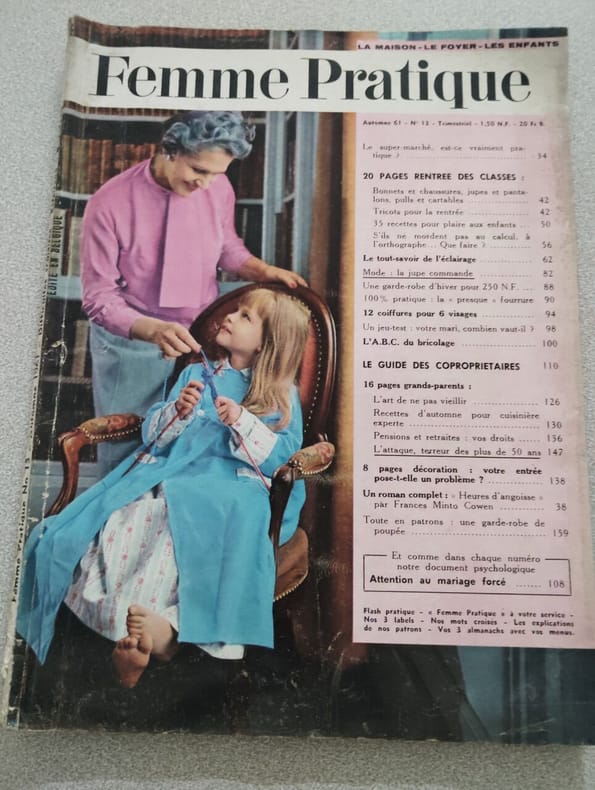 LA MAISON - LE FOYER - LES ENFANTS
Femme Pratique
Automne 61 - N° 13 - Trimestriel - 1,50 N.F. - 20 Fr B.
Le super-marché, est-ce vraiment pra-
tique ? 34
20 PAGES RENTREE DES CLASSES :
Bonnets et chaussures, jupes et panta-
lons, pulls et cartables 42
Tricots pour la rentrée 42
35 recettes pour plaire aux enfants ... 50
S'ils ne mordent pas au calcul, à
l'orthographe... Que faire ? 56
Le tout-savoir de l'éclairage 62
Mode : la jupe commande 82
Une garde-robe d'hiver pour 250 N.F. ... 88
100 % pratique : la « presque » fourrure 90
12 coiffures pour 6 visages 94
Un jeu-test : votre mari, combien vaut-il ? 98
L'A.B.C. du bricolage 100
LE GUIDE DES COPROPRIETAIRES 110
16 pages grands-parents :
L'art de ne pas vieillir 126
Recettes d'automne pour cuisinière
experte 130
Pensions et retraites : vos droits 136
L'attaque, terreur des plus de 50 ans 147
8 pages décoration : votre entrée
pose-t-elle un problème ? 138
Un roman complet : « Heures d'angoisse »
par Frances Minto Cowen 38
Toute en patrons : une garde-robe de
poupée 159
Et comme dans chaque numéro
notre document psychologique
Attention au mariage forcé 108
Flash pratique - « Femme Pratique » à votre service -
Nos 3 labels - Nos mots croisés - Les explications
de nos patrons - Vos 3 almanachs avec vos menus.
EDITE EN BELGIQUE
Femme Pratique No 13